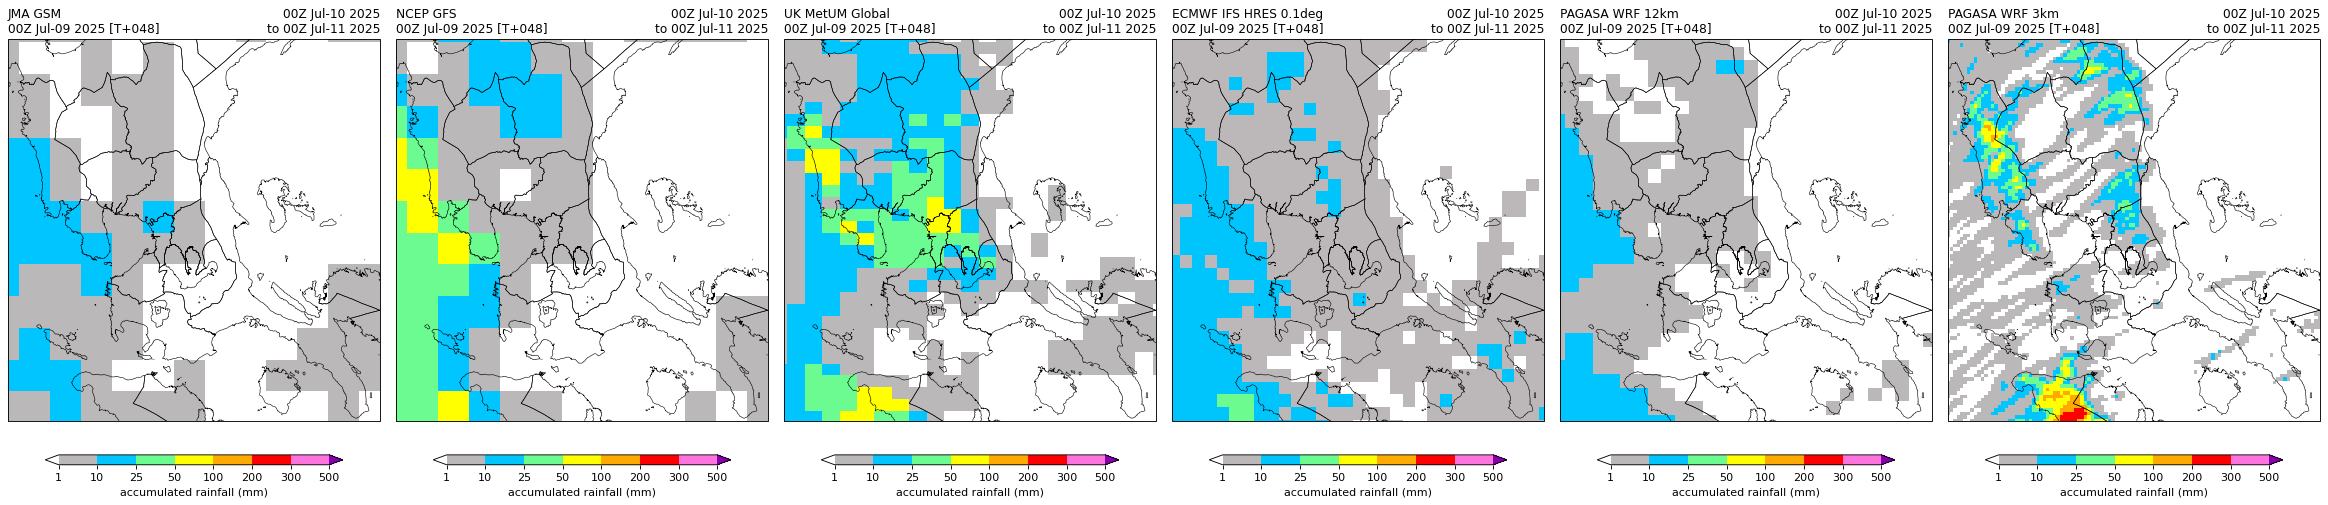 JMA GSM 00Z Jul-10 2025
00Z Jul-09 2025 [T+048] to 00Z Jul-11 2025
1 10 25 50 100 200 300 500
accumulated rainfall (mm)
NCEP GFS 00Z Jul-10 2025
00Z Jul-09 2025 [T+048] to 00Z Jul-11 2025
1 10 25 50 100 200 300 500
accumulated rainfall (mm)
UK MetUM Global 00Z Jul-10 2025
00Z Jul-09 2025 [T+048] to 00Z Jul-11 2025
1 10 25 50 100 200 300 500
accumulated rainfall (mm)
ECMWF IFS HRES 0.1deg 00Z Jul-10 2025
00Z Jul-09 2025 [T+048] to 00Z Jul-11 2025
1 10 25 50 100 200 300 500
accumulated rainfall (mm)
PAGASA WRF 12km 00Z Jul-10 2025
00Z Jul-09 2025 [T+048] to 00Z Jul-11 2025
1 10 25 50 100 200 300 500
accumulated rainfall (mm)
PAGASA WRF 3km 00Z Jul-10 2025
00Z Jul-09 2025 [T+048] to 00Z Jul-11 2025
1 10 25 50 100 200 300 500
accumulated rainfall (mm)